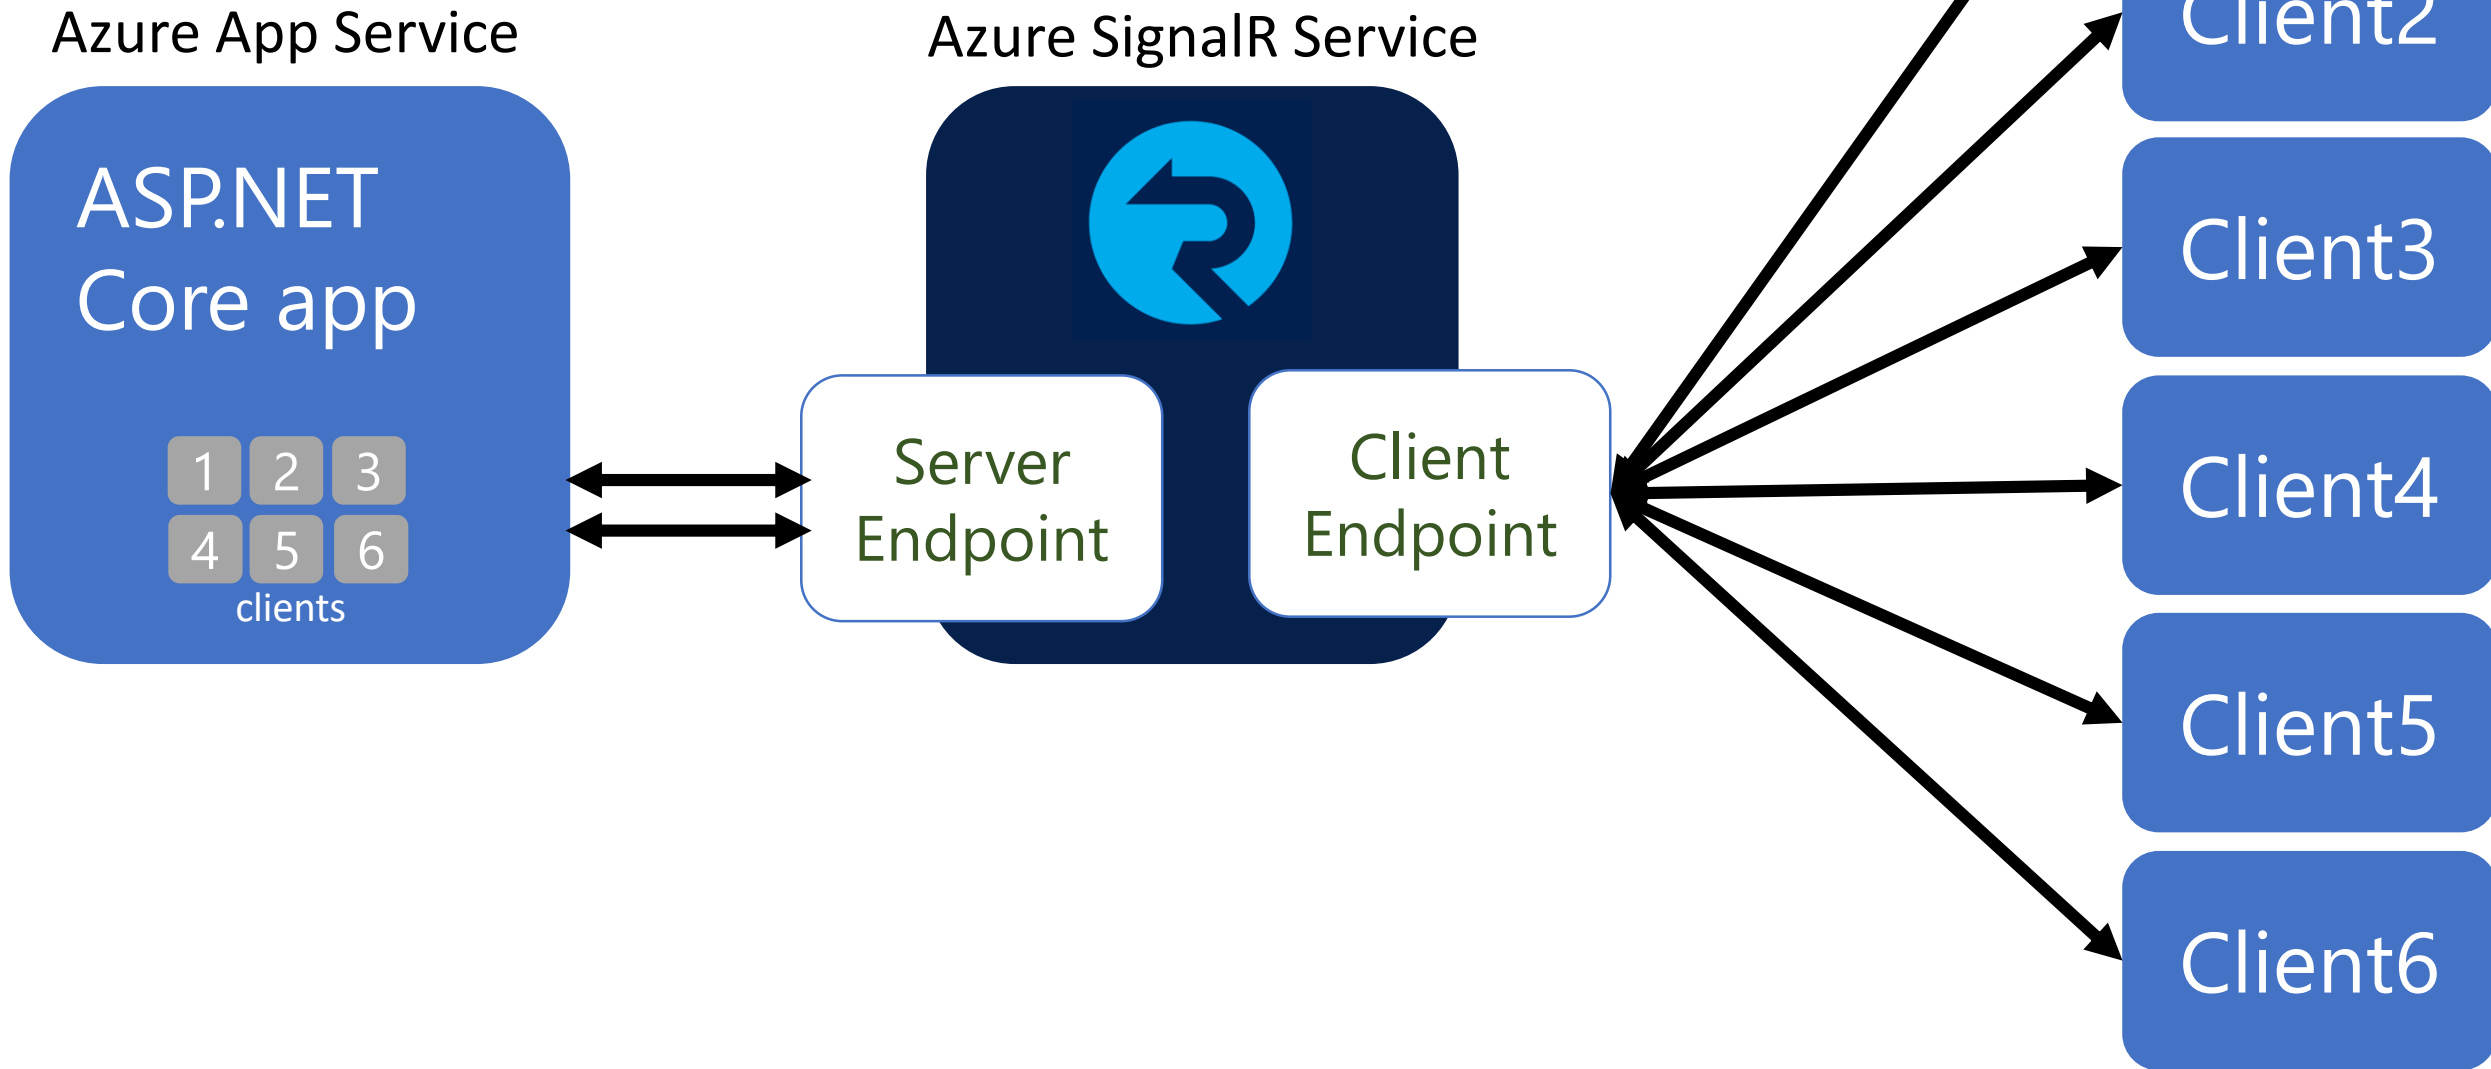 Azure App Service
ASP.NET
Core app
1 2 3
4 5 6
clients
Azure SignalR Service
Server
Endpoint
Client
Endpoint
Client2
Client3
Client4
Client5
Client6